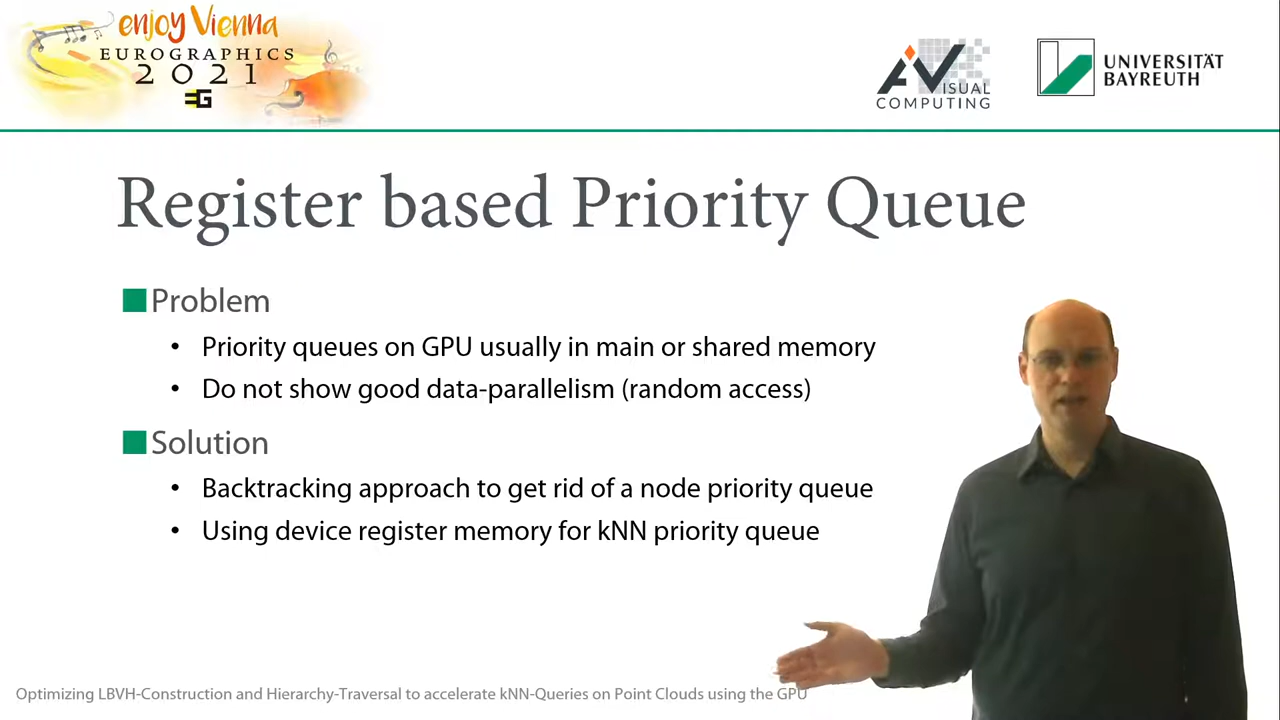 enjoy Vienna
EUROGRAPHICS
2021
EG
VISUAL
COMPUTING
UNIVERSITÄT
BAYREUTH
Register based Priority Queue
Problem
• Priority queues on GPU usually in main or shared memory
• Do not show good data-parallelism (random access)
Solution
• Backtracking approach to get rid of a node priority queue
• Using device register memory for kNN priority queue
Optimizing LBVH-Construction and Hierarchy-Traversal to accelerate kNN-Queries on Point Clouds using the GPU